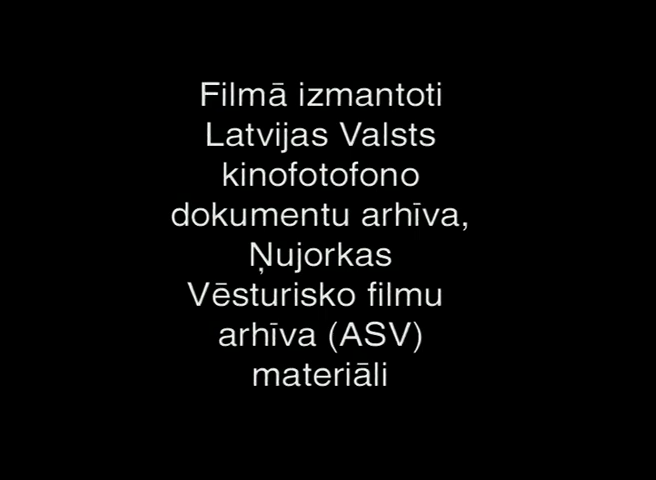 Filmā izmantoti
Latvijas Valsts
kinofotofono
dokumentu arhīva,
Ņujorkas
Vēsturisko filmu
arhīva (ASV)
materiāli